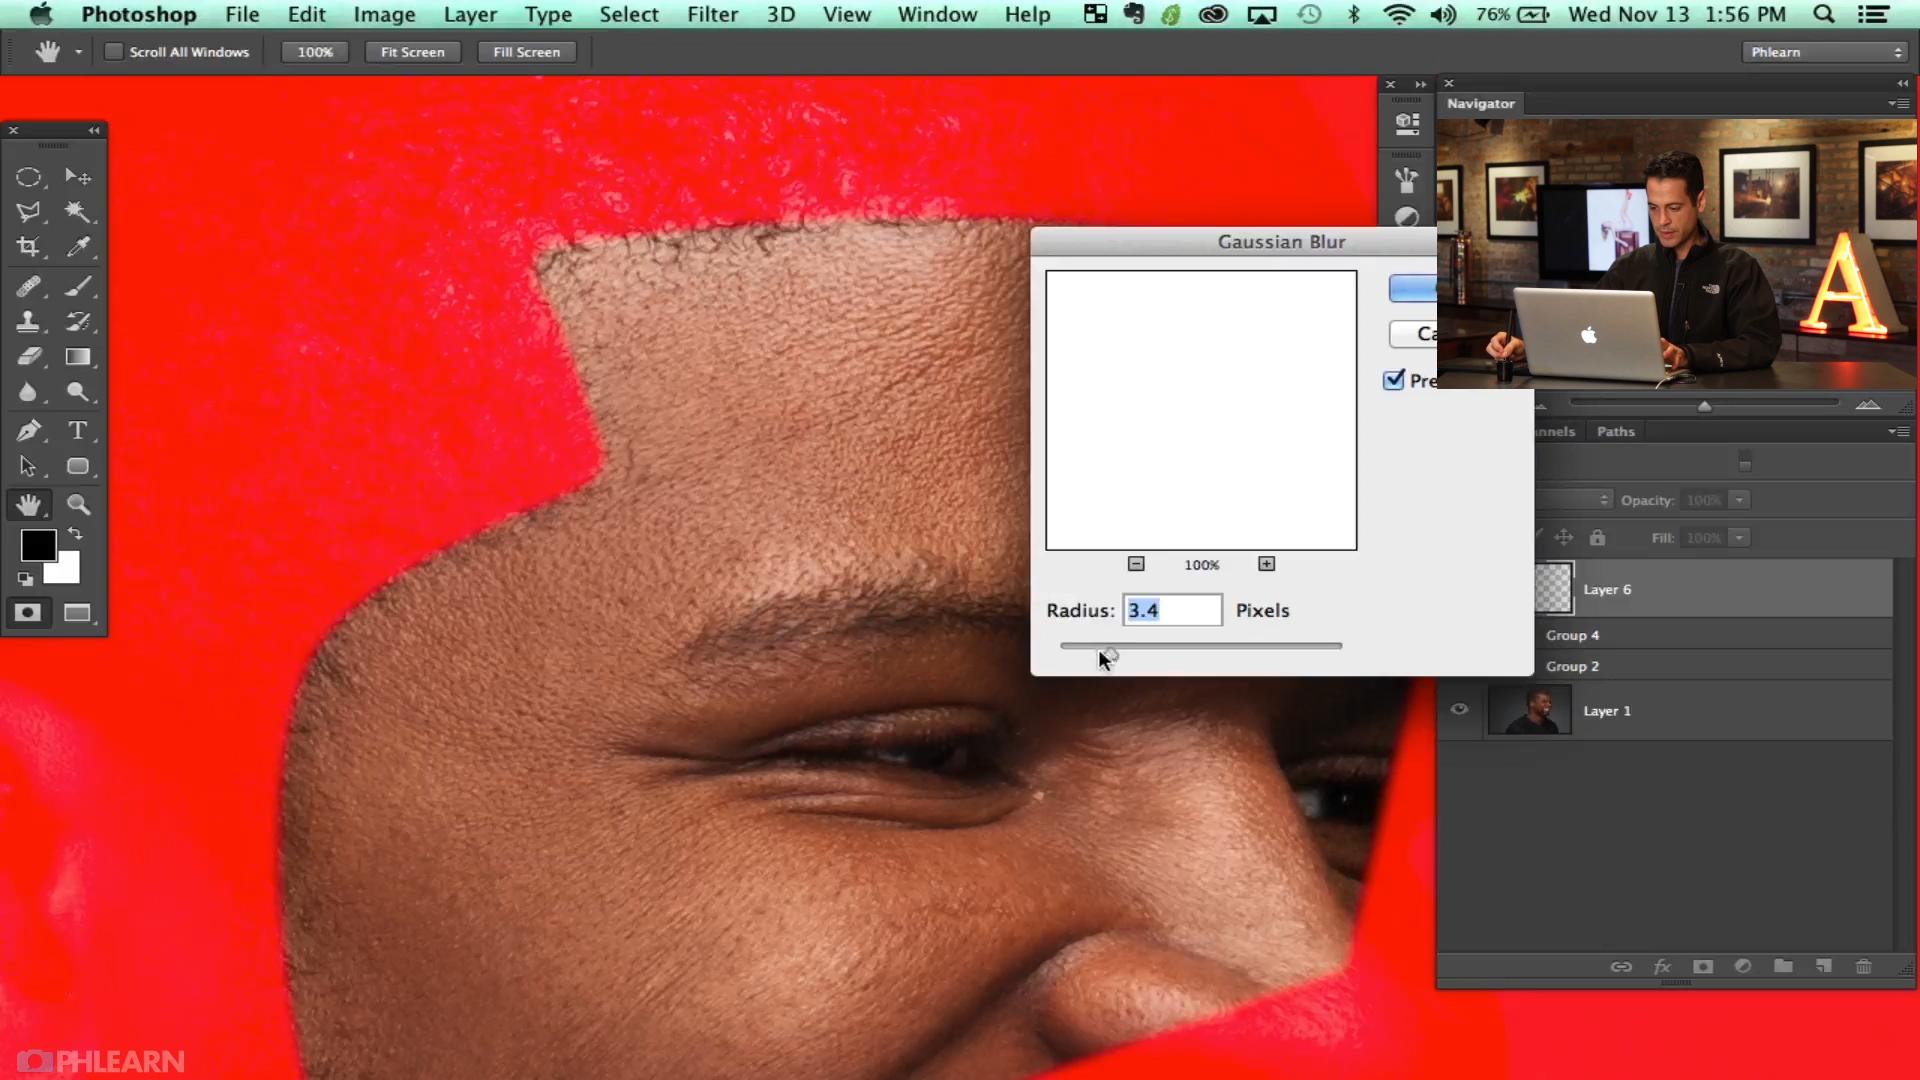 Photoshop File Edit Image Layer Type Select Filter 3D View Window Help 76% Wed Nov 13 1:56 PM
Scroll All Windows 100% Fit Screen Fill Screen Phlearn
Navigator
Gaussian Blur
Ca
Pre
100%
Radius: 3.4 Pixels
nnels Paths
Opacity: 100%
Fill: 100%
Layer 6
Group 4
Group 2
Layer 1
A
T
fx
PHLEARN